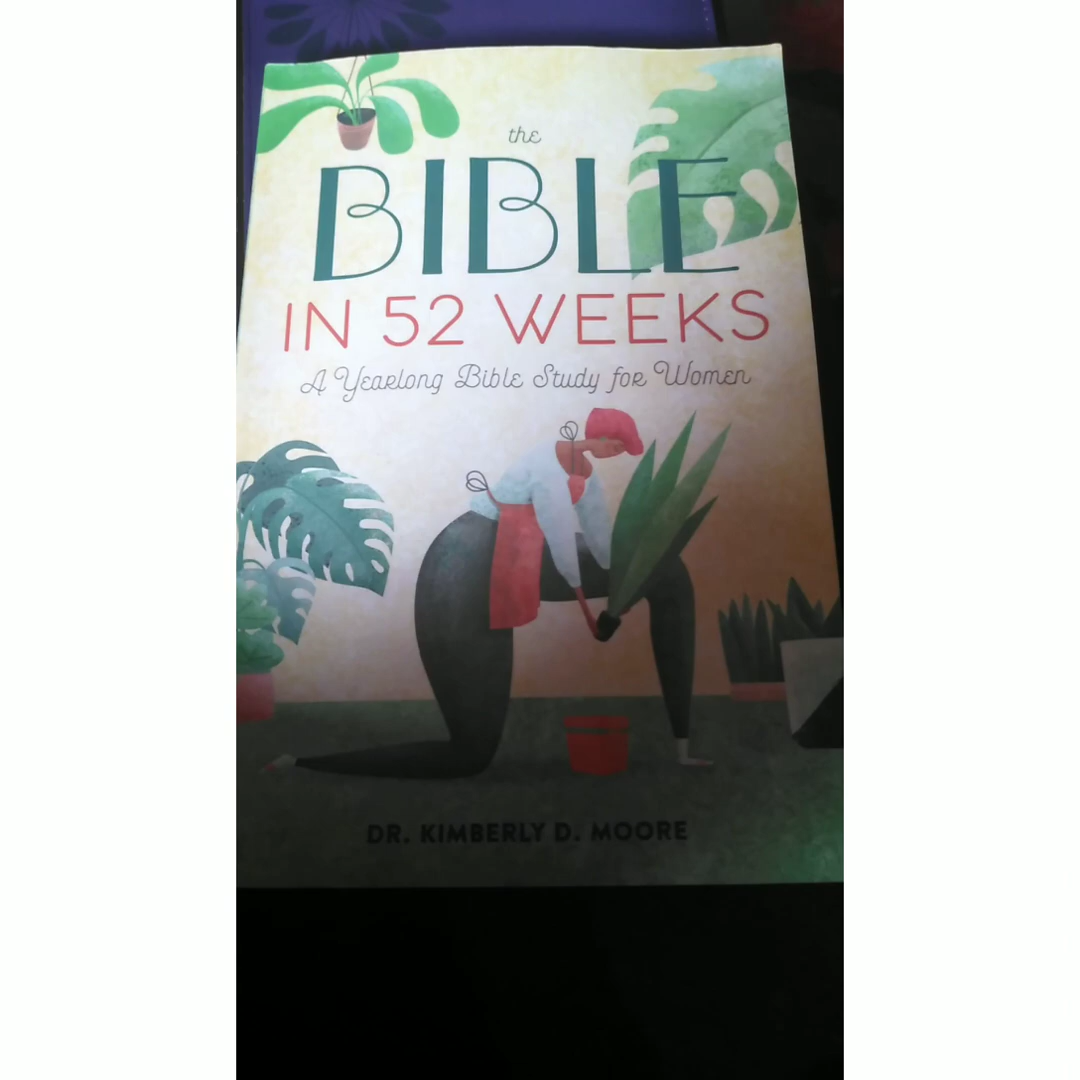 the
BIBLE
IN 52 WEEKS
A Yearlong Bible Study for Women
DR. KIMBERLY D. MOORE